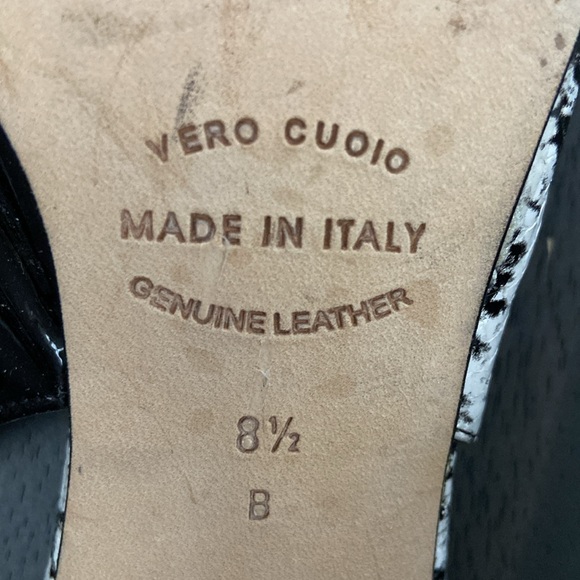 VERO CUOIO
MADE IN ITALY
GENUINE LEATHER
8½
B